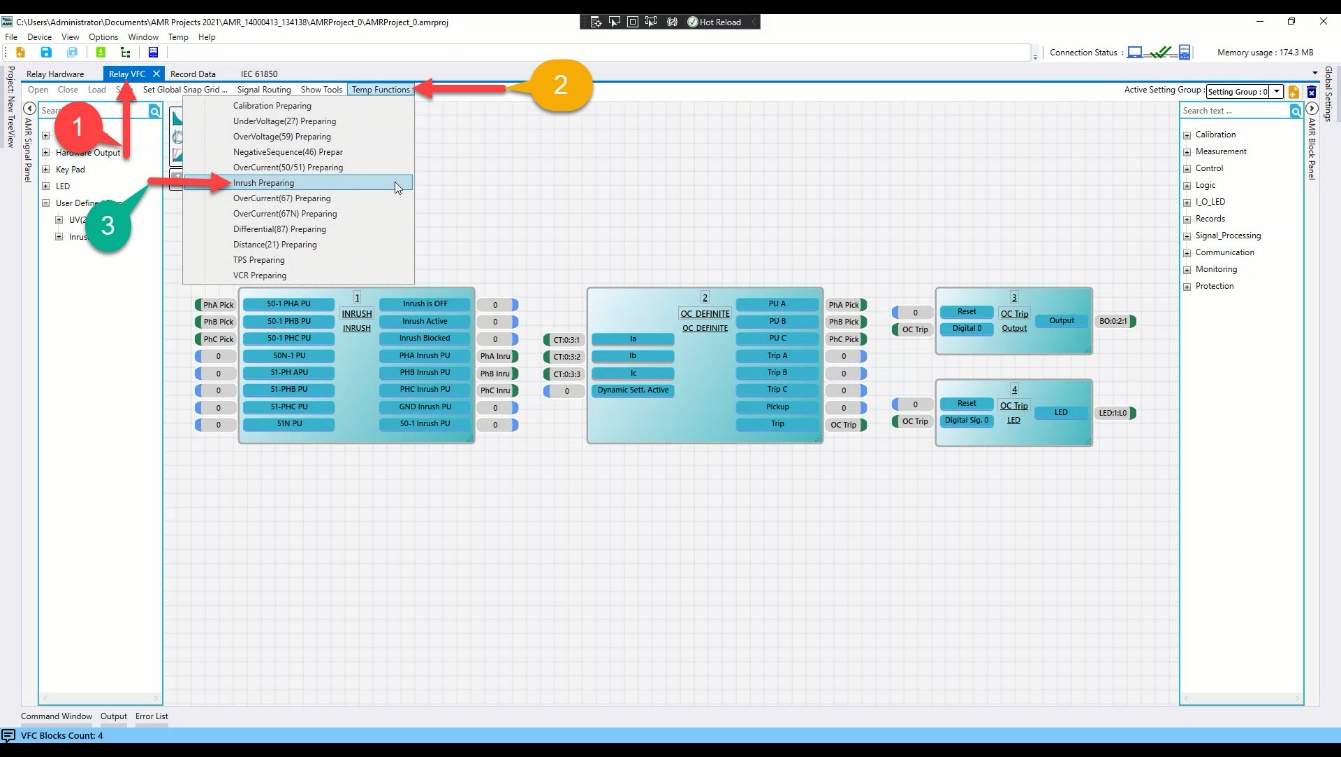 C:\Users\Administrator\Documents\AMR Projects 2021\AMR_14000413_134138\AMRProject_0\AMRProject_0.amrproj
Hot Reload
File Device View Options Window Temp Help
Connection Status : Memory usage : 174.3 MB
Relay Hardware Relay VFC Record Data IEC 61850
Open Close Load Set Global Snap Grid ... Signal Routing Show Tools Temp Functions
Active Setting Group : Setting Group : 0
Project: New TreeView
AMR Signal Panel
Hardware Output
Key Pad
LED
1
2
3
Calibration Preparing
UnderVoltage(27) Preparing
OverVoltage(59) Preparing
NegativeSequence(46) Prepar
OverCurrent(50/51) Preparing
Inrush Preparing
OverCurrent(67) Preparing
OverCurrent(67N) Preparing
Differential(87) Preparing
Distance(21) Preparing
TPS Preparing
VCR Preparing
1
INRUSH
INRUSH
PhA Pick 50-1 PHA PU Inrush is OFF 0
PhB Pick 50-1 PHB PU Inrush Active 0
PhC Pick 50-1 PHC PU Inrush Blocked 0
0 50N-1 PU PHA Inrush PU PhA Inru
0 51-PH APU PHB Inrush PU PhB Inru
0 51-PHB PU PHC Inrush PU PhC Inru
0 51-PHC PU GND Inrush PU 0
0 51N PU 50-1 Inrush PU 0
2
OC_DEFINITE
OC_DEFINITE
PU A PhA Pick
PU B PhB Pick
CT:0:3:1 Ia PU C PhC Pick
CT:0:3:2 Ib Trip A 0
CT:0:3:3 Ic Trip B 0
0 Dynamic Sett. Active Trip C 0
Pickup 0
Trip OC Trip
3
OC Trip
Output
0 Reset
OC Trip Digital 0
Output BO:0:2:1
4
OC Trip
LED
0 Reset
OC Trip Digital Sig. 0
LED LED:1:L0
Search text ...
Calibration
Measurement
Control
Logic
I_O_LED
Records
Signal_Processing
Communication
Monitoring
Protection
Global Settings
AMR Block Panel
Command Window Output Error List
VFC Blocks Count: 4